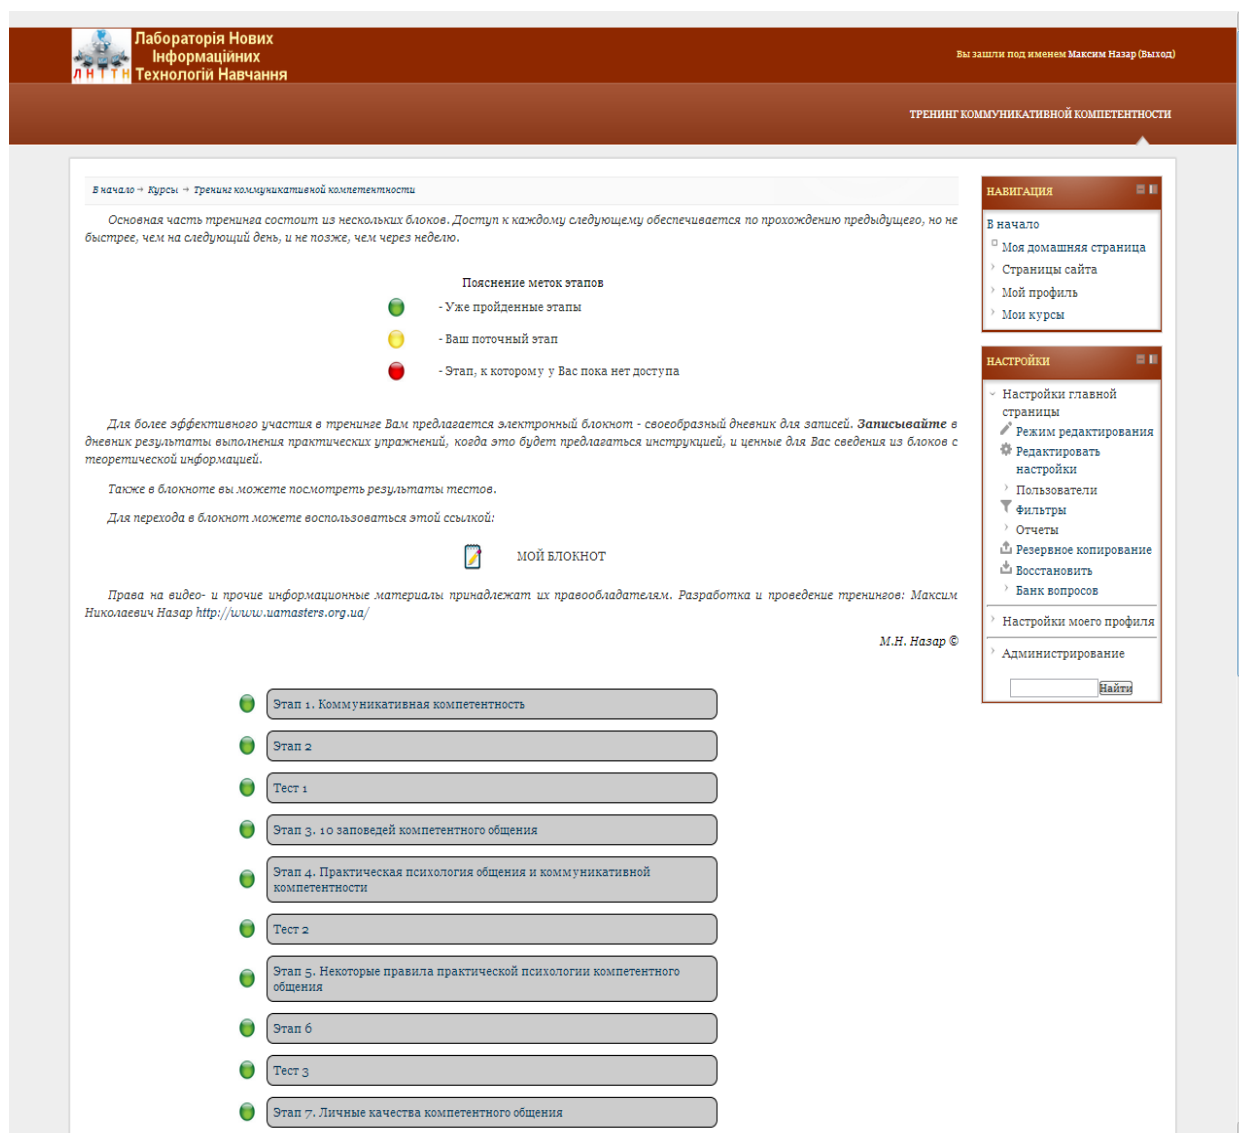 Лабораторія Нових
Інформаційних
Технологій Навчання
ЛНІТН
Вы зашли под именем Максим Назар (Выход)
ТРЕНИНГ КОММУНИКАТИВНОЙ КОМПЕТЕНТНОСТИ
В начало → Курсы → Тренинг коммуникативной компетентности
Основная часть тренинга состоит из нескольких блоков. Доступ к каждому следующему обеспечивается по прохождению предыдущего, но не
быстрее, чем на следующий день, и не позже, чем через неделю.
Пояснение меток этапов
- Уже пройденные этапы
- Ваш поточный этап
- Этап, к которому у Вас пока нет доступа
Для более эффективного участия в тренинге Вам предлагается электронный блокнот - своеобразный дневник для записей. Записывайте в
дневник результаты выполнения практических упражнений, когда это будет предлагаться инструкцией, и ценные для Вас сведения из блоков с
теоретической информацией.
Также в блокноте вы можете посмотреть результаты тестов.
Для перехода в блокнот можете воспользоваться этой ссылкой:
МОЙ БЛОКНОТ
Права на видео- и прочие информационные материалы принадлежат их правообладателям. Разработка и проведение тренингов: Максим
Николаевич Назар http://www.uamasters.org.ua/
М.Н. Назар ©
Этап 1. Коммуникативная компетентность
Этап 2
Тест 1
Этап 3. 10 заповедей компетентного общения
Этап 4. Практическая психология общения и коммуникативной
компетентности
Тест 2
Этап 5. Некоторые правила практической психологии компетентного
общения
Этап 6
Тест 3
Этап 7. Личные качества компетентного общения
НАВИГАЦИЯ
В начало
Моя домашняя страница
Страницы сайта
Мой профиль
Мои курсы
НАСТРОЙКИ
Настройки главной
страницы
Режим редактирования
Редактировать
настройки
Пользователи
Фильтры
Отчеты
Резервное копирование
Восстановить
Банк вопросов
Настройки моего профиля
Администрирование
Найти